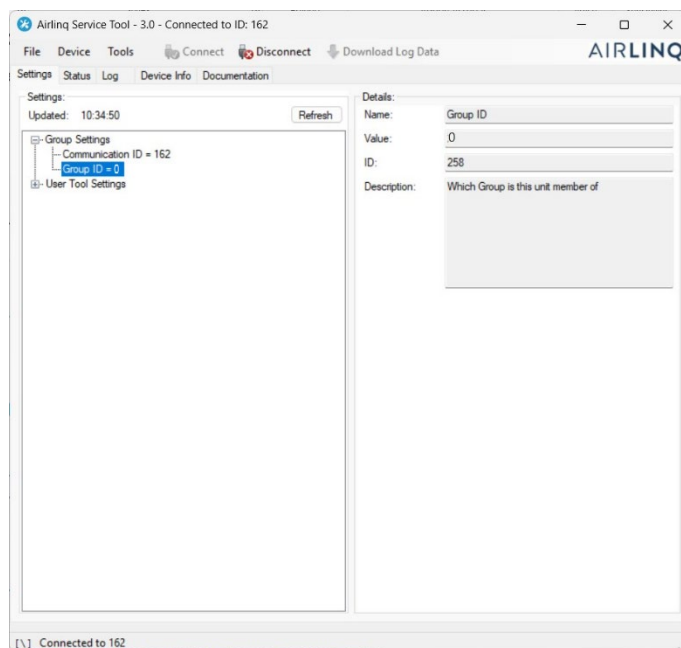 Airlinq Service Tool - 3.0 - Connected to ID: 162
File Device Tools Connect Disconnect Download Log Data AIRLINQ
Settings Status Log Device Info Documentation
Settings:
Updated: 10:34:50 Refresh
Group Settings
Communication ID = 162
Group ID = 0
User Tool Settings
Details:
Name: Group ID
Value: 0
ID: 258
Description: Which Group is this unit member of
[\] Connected to 162